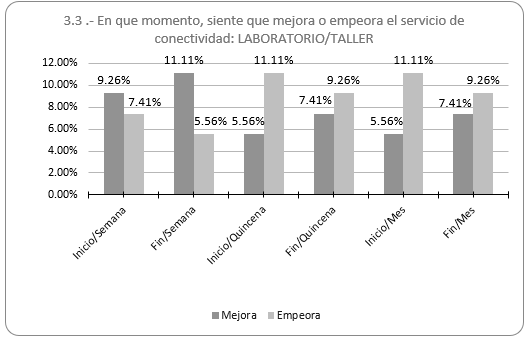 3.3 .- En que momento, siente que mejora o empeora el servicio de
conectividad: LABORATORIO/TALLER
12.00%
10.00%
8.00%
6.00%
4.00%
2.00%
0.00%
9.26%
7.41%
11.11%
5.56%
5.56%
11.11%
7.41%
9.26%
5.56%
11.11%
7.41%
9.26%
Inicio/Semana
Fin/Semana
Inicio/Quincena
Fin/Quincena
Inicio/Mes
Fin/Mes
Mejora
Empeora